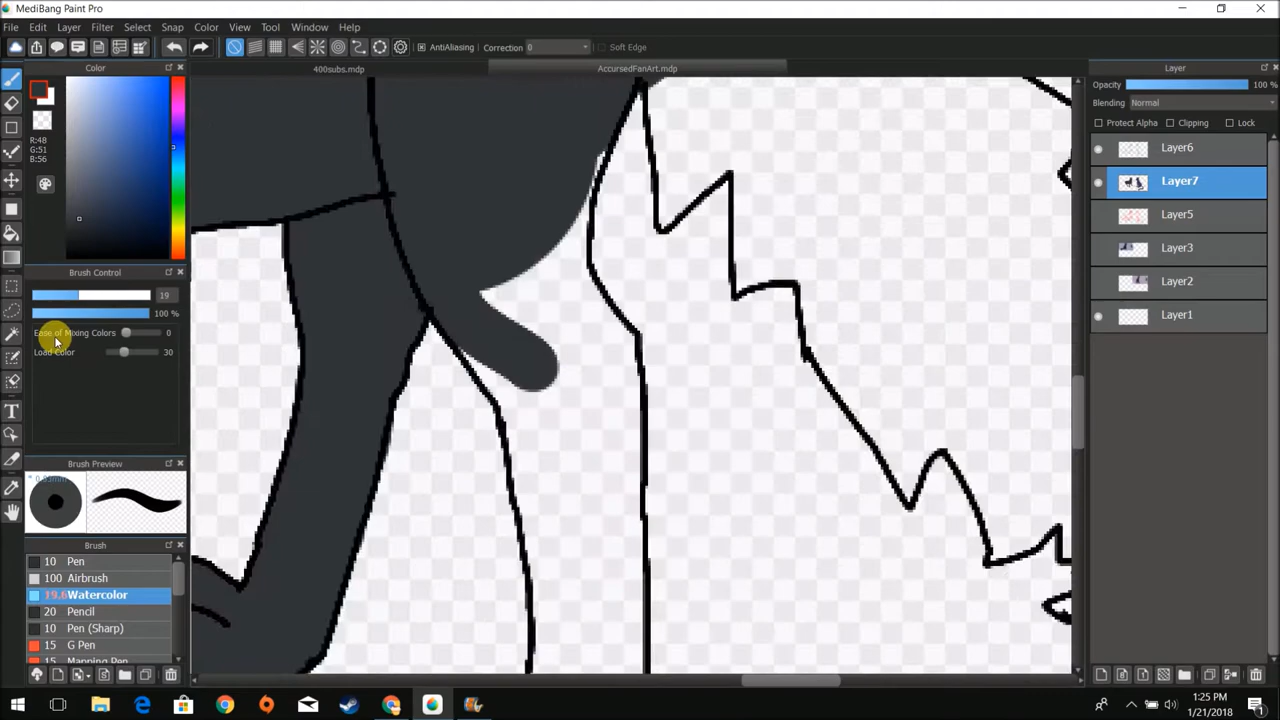 MediBang Paint Pro
File Edit Layer Filter Select Snap Color View Tool Window Help
AntiAliasing Correction 0 Soft Edge
Color
400subs.mdp
AccursedFanArt.mdp
Layer
Opacity 100 %
Blending Normal
Protect Alpha Clipping Lock
R:48
G:51
B:56
Layer6
Layer7
Layer5
Layer3
Layer2
Layer1
Brush Control
19
100 %
Ease of Mixing Colors 0
Load Color 30
Brush Preview
Brush
10 Pen
100 Airbrush
19.6 Watercolor
20 Pencil
10 Pen (Sharp)
15 G Pen
15 Mapping Pen
1:25 PM
1/21/2018